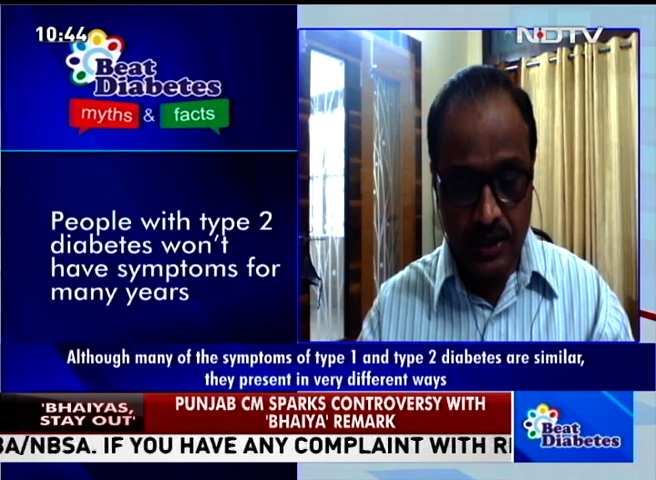 10:44
NDTV
Beat
Diabetes
myths & facts
People with type 2
diabetes won't
have symptoms for
many years
Although many of the symptoms of type 1 and type 2 diabetes are similar,
they present in very different ways
'BHAIYAS,
STAY OUT'
PUNJAB CM SPARKS CONTROVERSY WITH
'BHAIYA' REMARK
Beat
Diabetes
BA/NBSA. IF YOU HAVE ANY COMPLAINT WITH